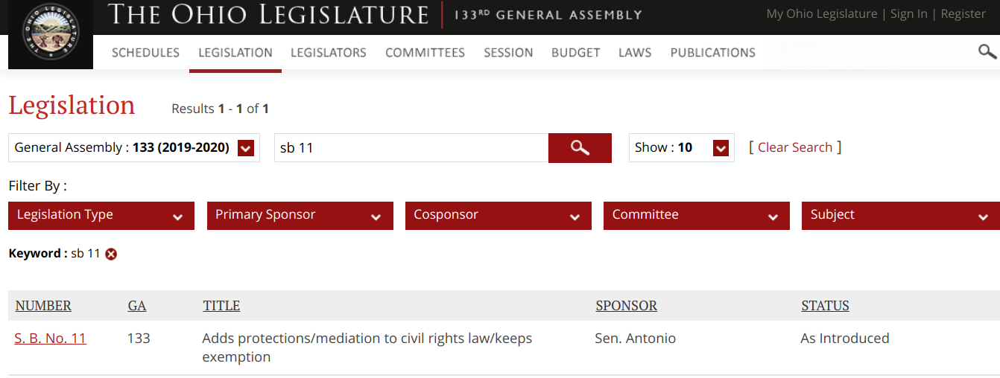 THE OHIO LEGISLATURE
THE OHIO LEGISLATURE | 133RD GENERAL ASSEMBLY
My Ohio Legislature | Sign In | Register
SCHEDULES LEGISLATION LEGISLATORS COMMITTEES SESSION BUDGET LAWS PUBLICATIONS
Legislation Results 1 - 1 of 1
General Assembly : 133 (2019-2020) sb 11 Show : 10 [ Clear Search ]
Filter By :
Legislation Type Primary Sponsor Cosponsor Committee Subject
Keyword : sb 11
NUMBER GA TITLE SPONSOR STATUS
S. B. No. 11 133 Adds protections/mediation to civil rights law/keeps Sen. Antonio As Introduced
exemption